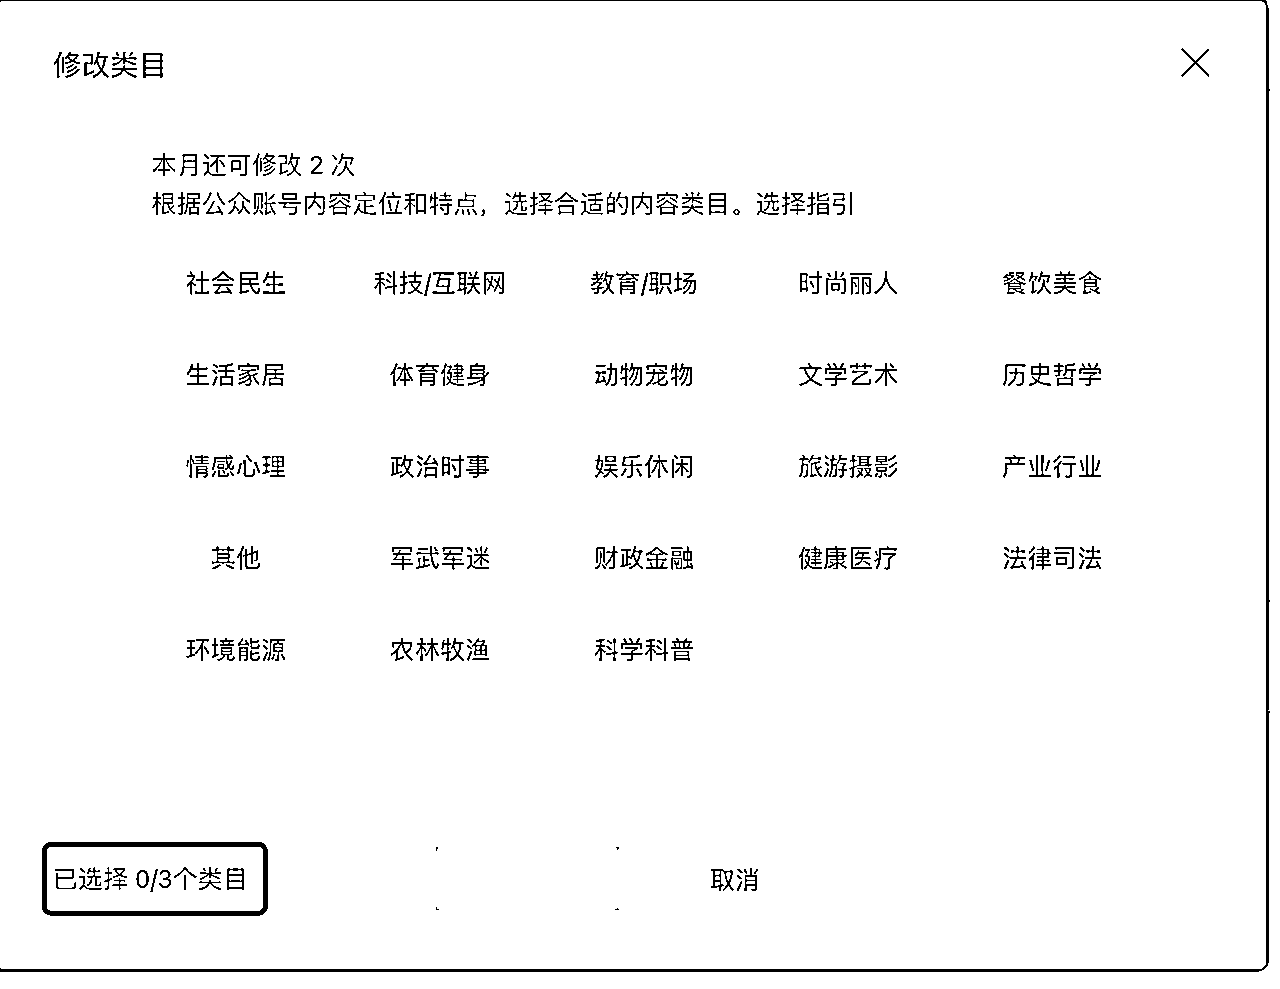 修改类目
本月还可修改 2 次
根据公众账号内容定位和特点，选择合适的内容类目。选择指引
社会民生 科技/互联网 教育/职场 时尚丽人 餐饮美食
生活家居 体育健身 动物宠物 文学艺术 历史哲学
情感心理 政治时事 娱乐休闲 旅游摄影 产业行业
其他 军武军迷 财政金融 健康医疗 法律司法
环境能源 农林牧渔 科学科普
已选择 0/3个类目 取消